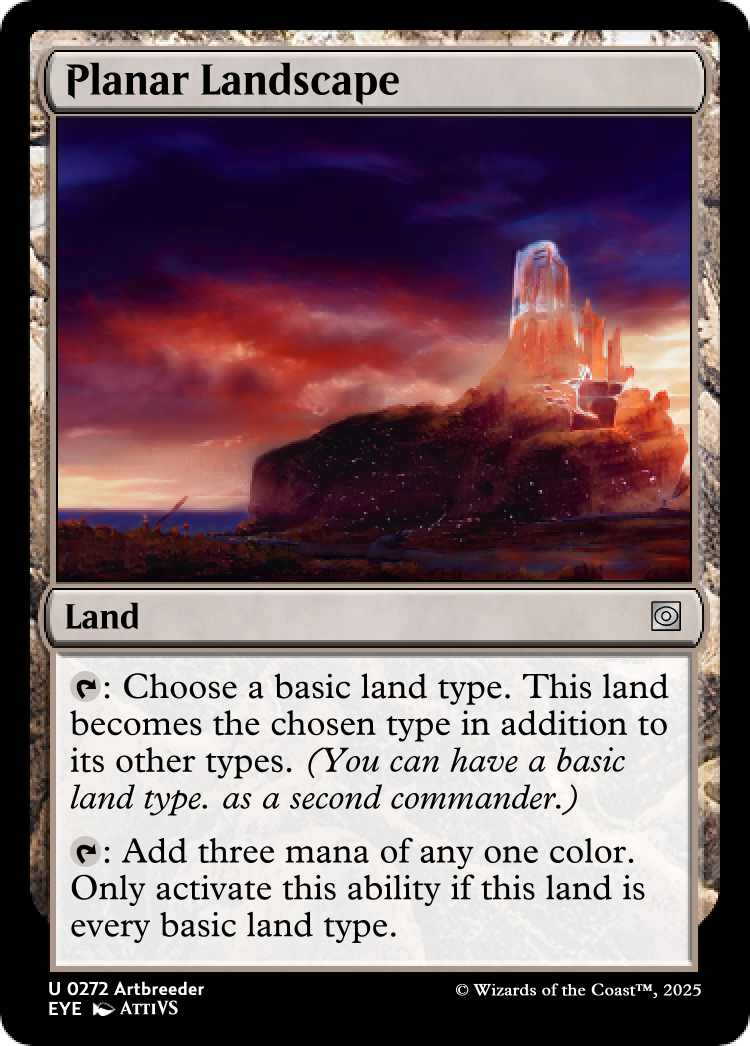 Planar Landscape
Land
: Choose a basic land type. This land
becomes the chosen type in addition to
its other types. (You can have a basic
land type. as a second commander.)
: Add three mana of any one color.
Only activate this ability if this land is
every basic land type.
U 0272 Artbreeder
© Wizards of the Coast™, 2025
EYE AttiVS